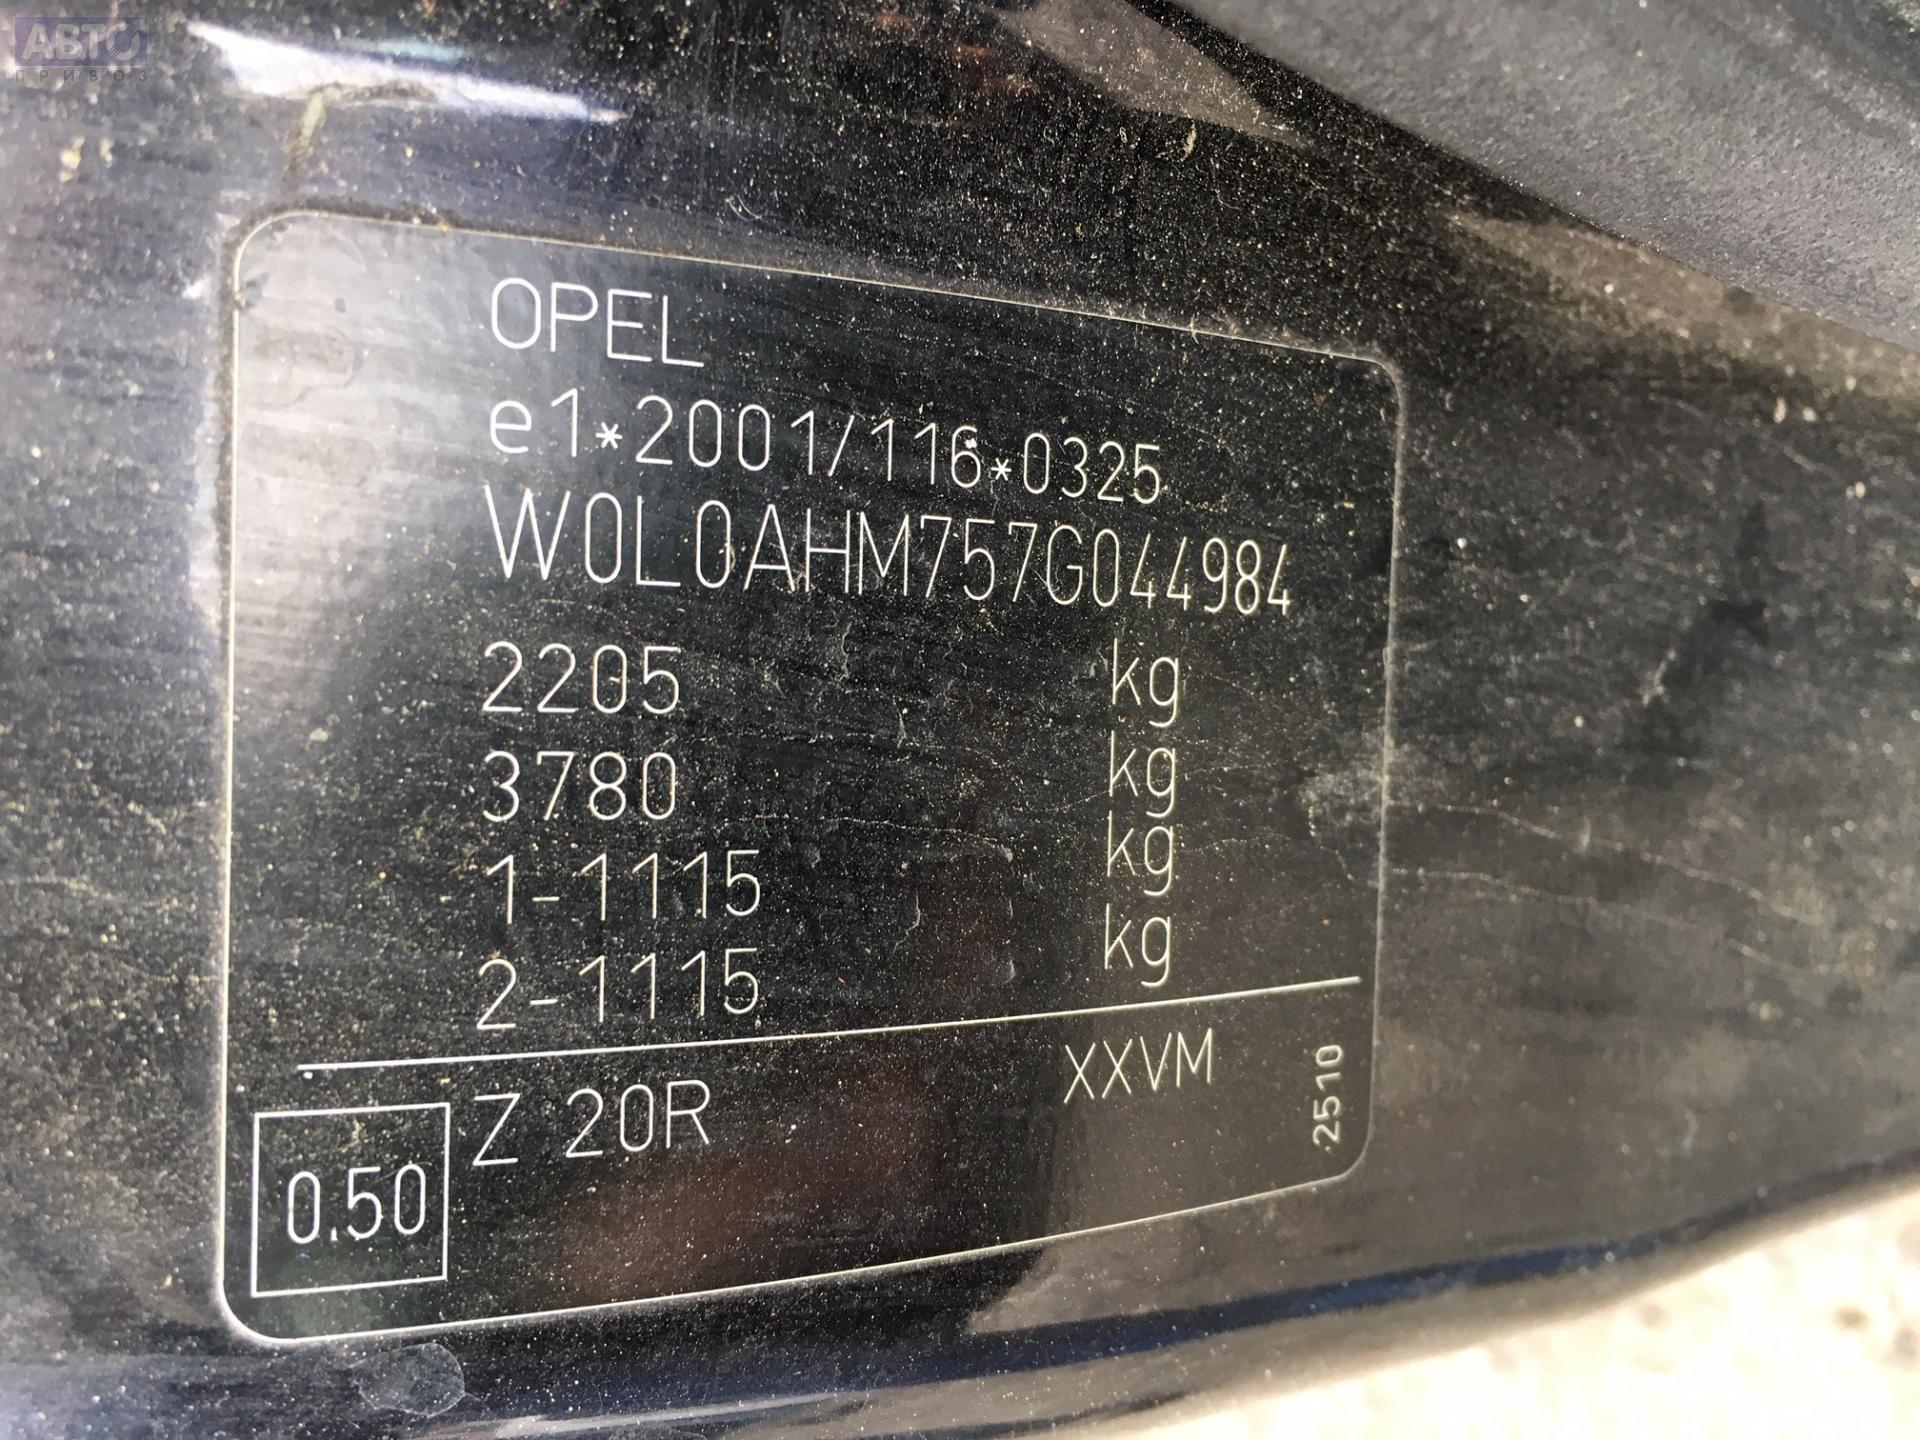 АВТО
ПРИВОЗ
OPEL
e1*2001/116*0325
W0L0AHM757G044984
2205 kg
3780 kg
1-1115 kg
2-1115 kg
Z 20R XXVM
0.50
2510